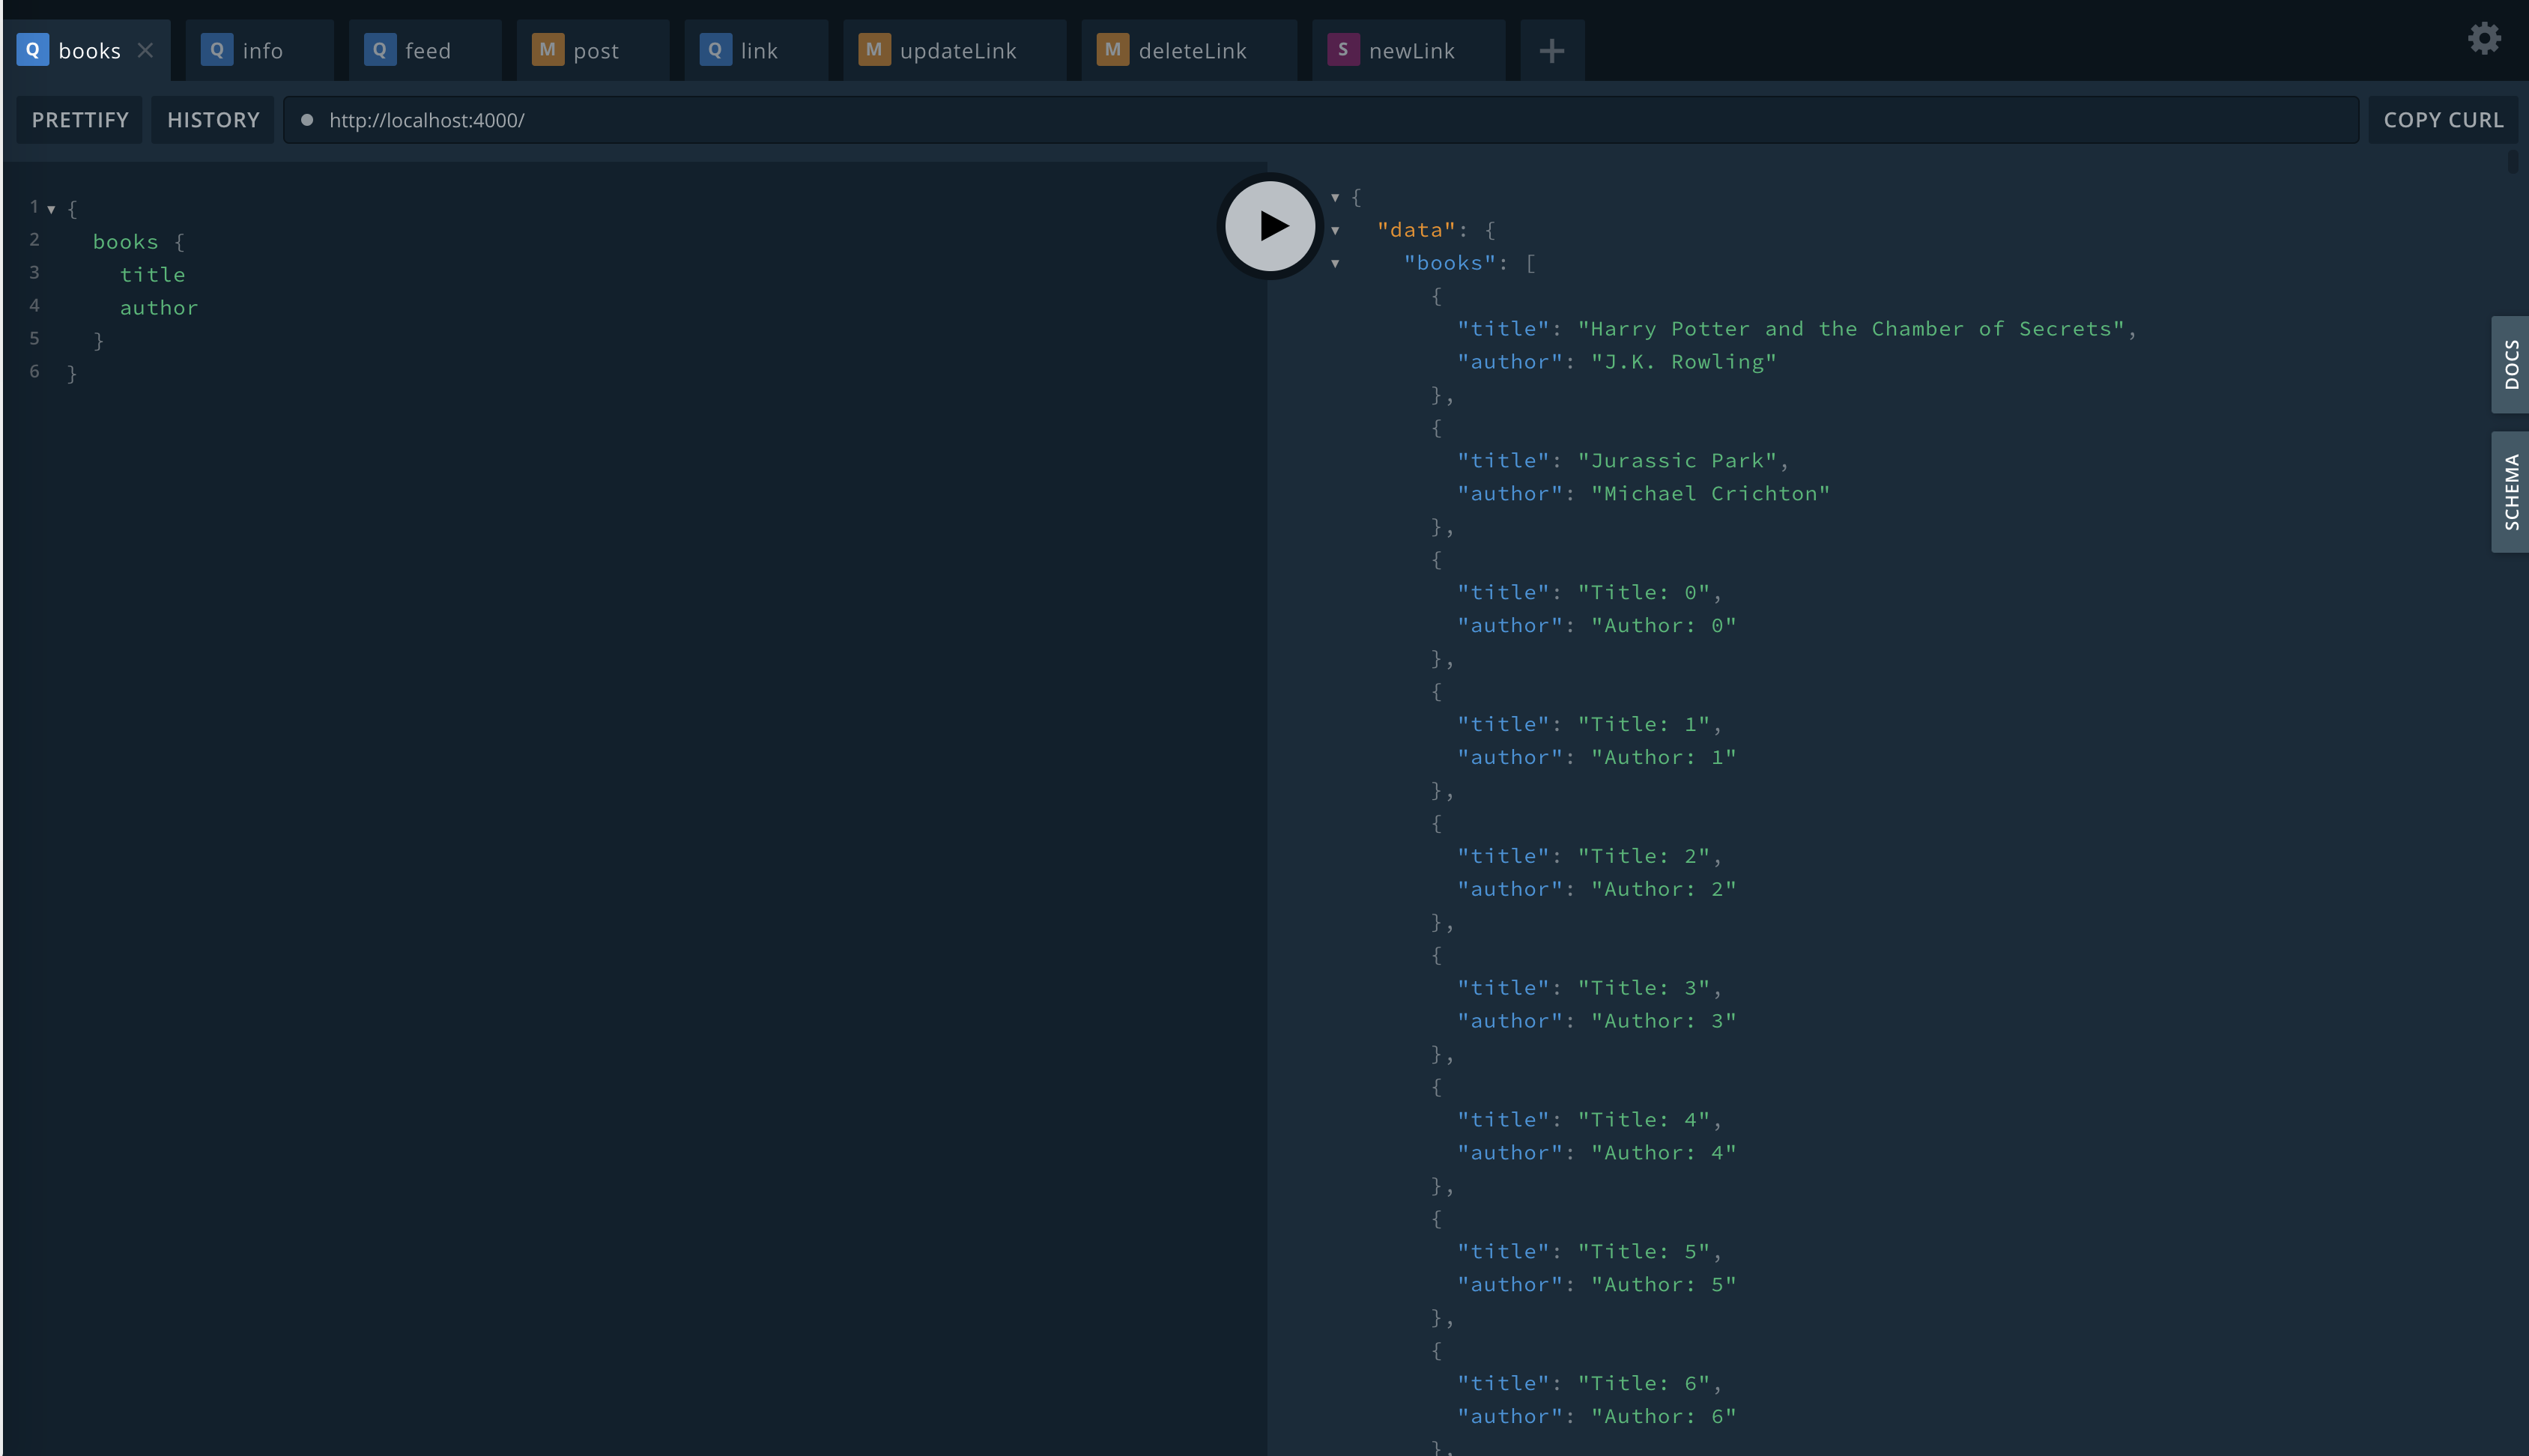 Q books
Q info
Q feed
M post
Q link
M updateLink
M deleteLink
S newLink
PRETTIFY
HISTORY
http://localhost:4000/
COPY CURL
1 {
2 books {
3 title
4 author
5 }
6 }
{
"data": {
"books": [
{
"title": "Harry Potter and the Chamber of Secrets",
"author": "J.K. Rowling"
},
{
"title": "Jurassic Park",
"author": "Michael Crichton"
},
{
"title": "Title: 0",
"author": "Author: 0"
},
{
"title": "Title: 1",
"author": "Author: 1"
},
{
"title": "Title: 2",
"author": "Author: 2"
},
{
"title": "Title: 3",
"author": "Author: 3"
},
{
"title": "Title: 4",
"author": "Author: 4"
},
{
"title": "Title: 5",
"author": "Author: 5"
},
{
"title": "Title: 6",
"author": "Author: 6"
},
DOCS
SCHEMA